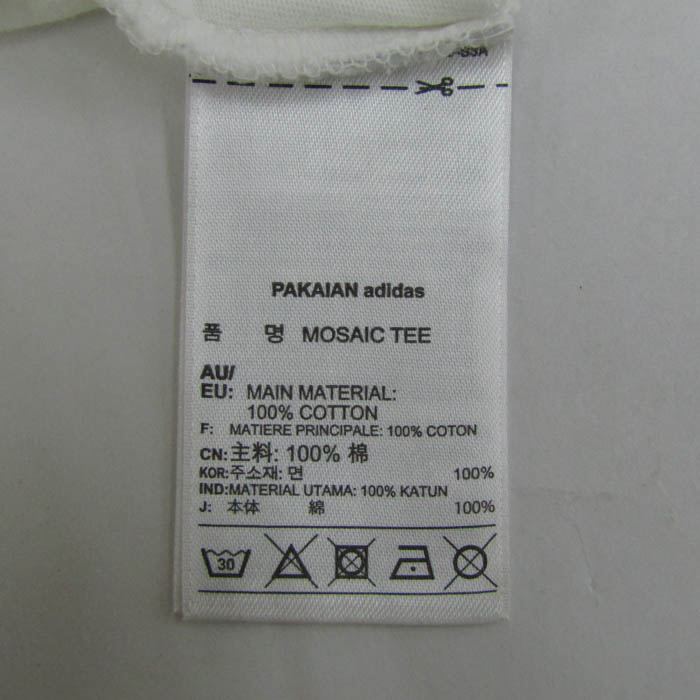 PAKAIAN adidas
품 명 MOSAIC TEE
AU/
EU: MAIN MATERIAL:
100% COTTON
F: MATIERE PRINCIPALE: 100% COTON
CN: 主料: 100% 棉
KOR: 주소재: 면 100%
IND: MATERIAL UTAMA: 100% KATUN
J: 本体 綿 100%
30